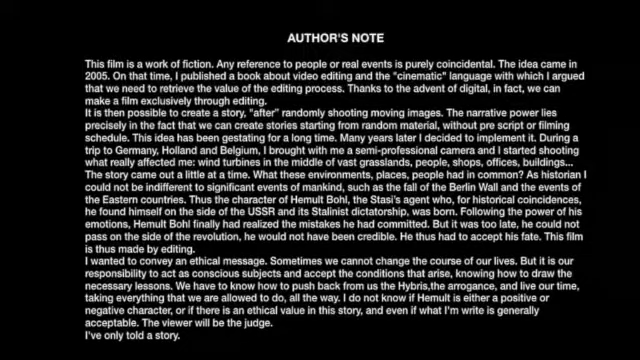 AUTHOR'S NOTE
This film is a work of fiction. Any reference to people or real events is purely coincidental. The idea came in
2005. On that time, I published a book about video editing and the "cinematic" language with which I argued
that we need to retrieve the value of the editing process. Thanks to the advent of digital, in fact, we can
make a film exclusively through editing.
It is then possible to create a story, "after" randomly shooting moving images. The narrative power lies
precisely in the fact that we can create stories starting from random material, without pre script or filming
schedule. This idea has been gestating for a long time. Many years later I decided to implement it. During a
trip to Germany, Holland and Belgium, I brought with me a semi-professional camera and I started shooting
what really affected me: wind turbines in the middle of vast grasslands, people, shops, offices, buildings...
The story came out a little at a time. What these environments, places, people had in common? As historian I
could not be indifferent to significant events of mankind, such as the fall of the Berlin Wall and the events of
the Eastern countries. Thus the character of Hemult Bohl, the Stasi's agent who, for historical coincidences,
he found himself on the side of the USSR and its Stalinist dictatorship, was born. Following the power of his
emotions, Hemult Bohl finally had realized the mistakes he had committed. But it was too late, he could not
pass on the side of the revolution, he would not have been credible. He thus had to accept his fate. This film
is thus made by editing.
I wanted to convey an ethical message. Sometimes we cannot change the course of our lives. But it is our
responsibility to act as conscious subjects and accept the conditions that arise, knowing how to draw the
necessary lessons. We have to know how to push back from us the Hybris,the arrogance, and live our time,
taking everything that we are allowed to do, all the way. I do not know if Hemult is either a positive or
negative character, or if there is an ethical value in this story, and even if what I'm write is generally
acceptable. The viewer will be the judge.
I've only told a story.